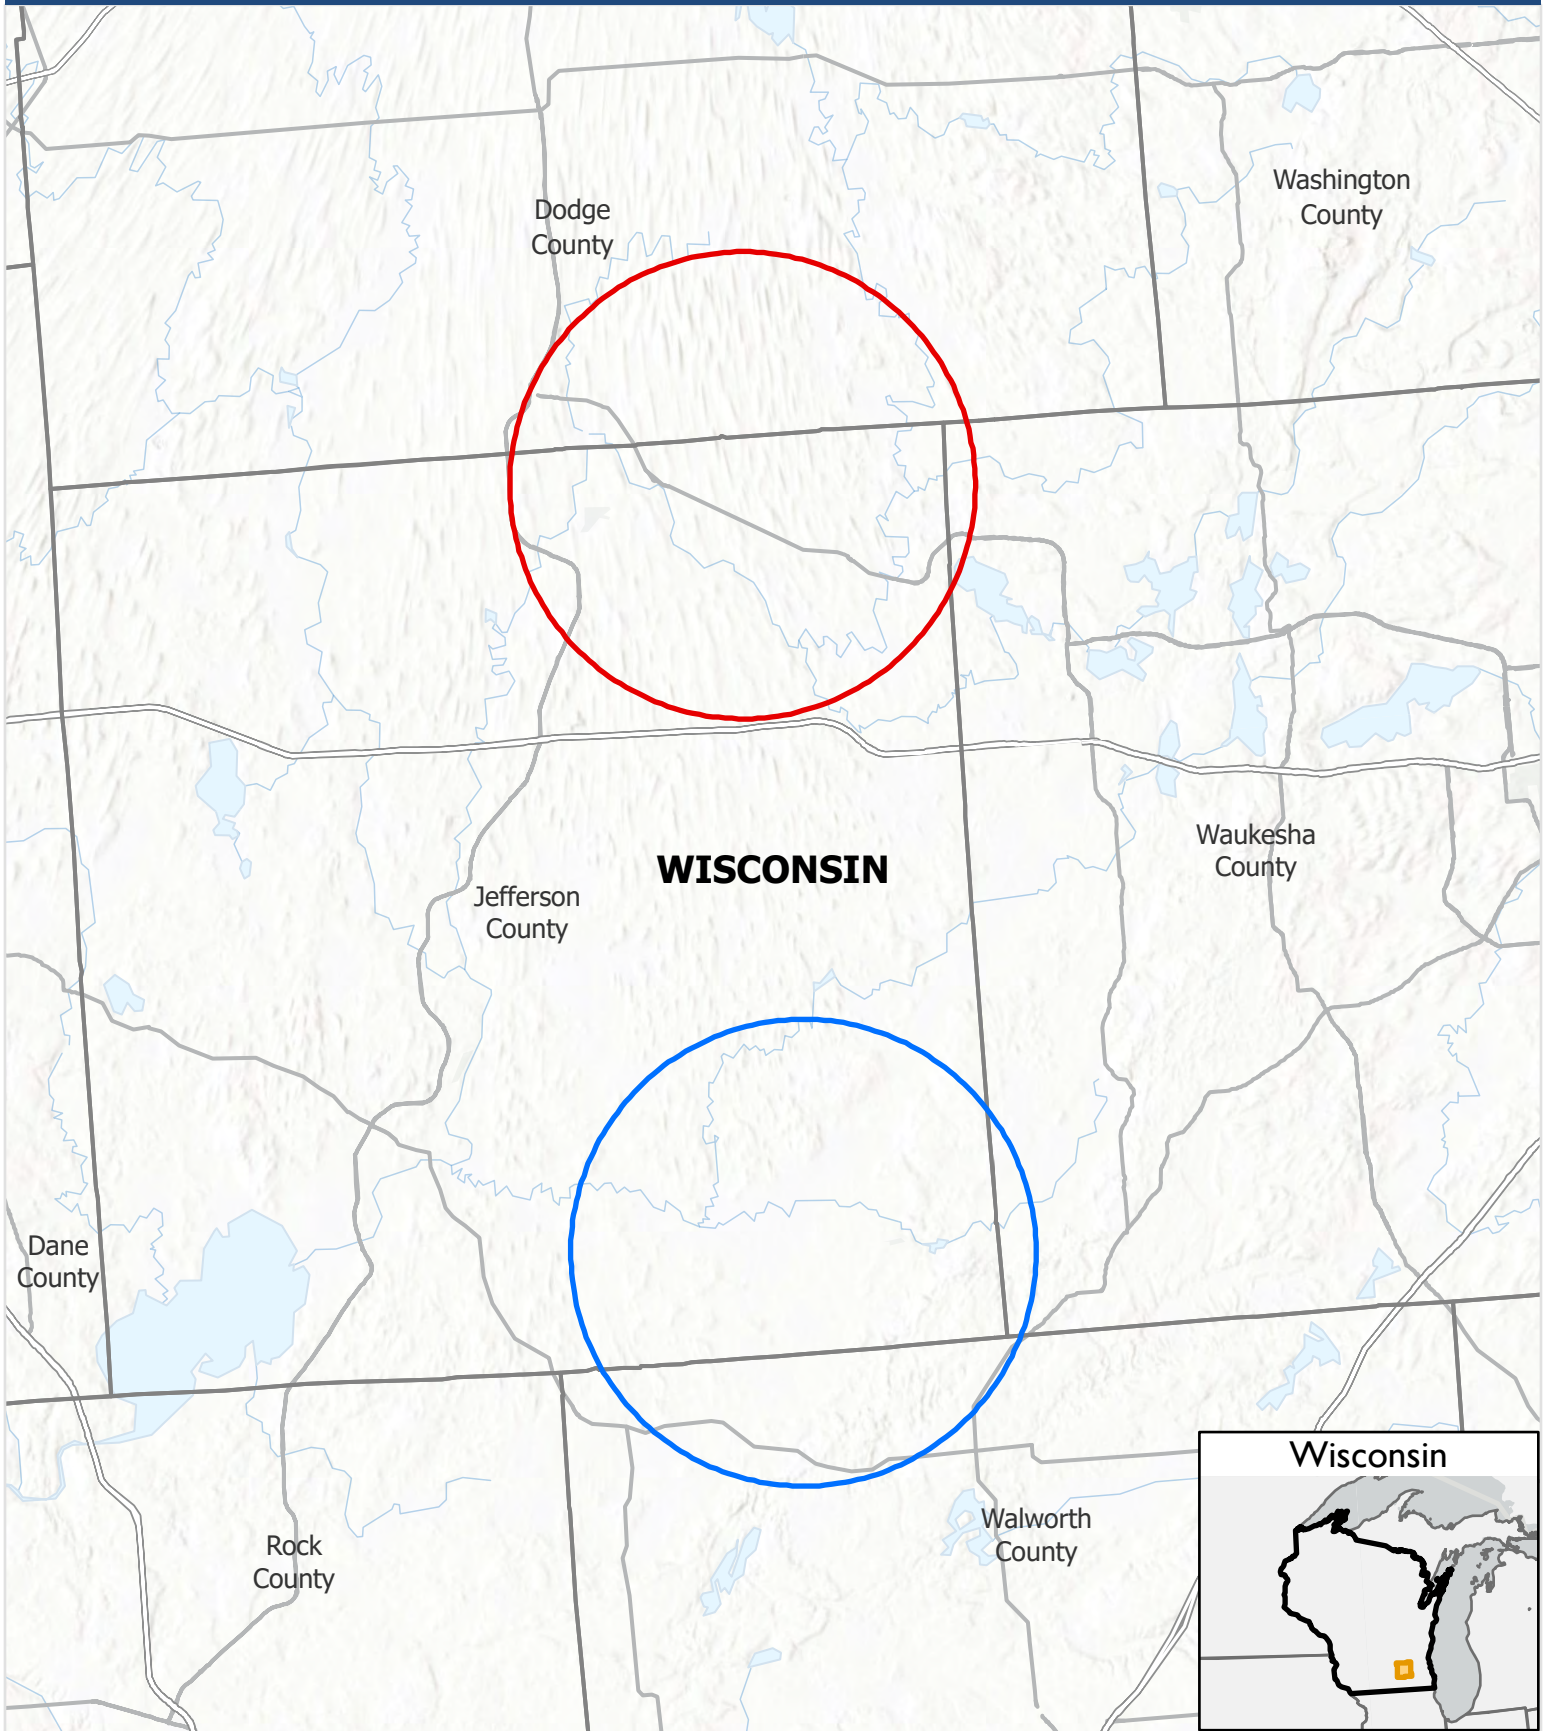 Washington
County
Dodge
County
Waukesha
County
WISCONSIN
Jefferson
County
Dane
County
Wisconsin
Walworth
County
Rock
County